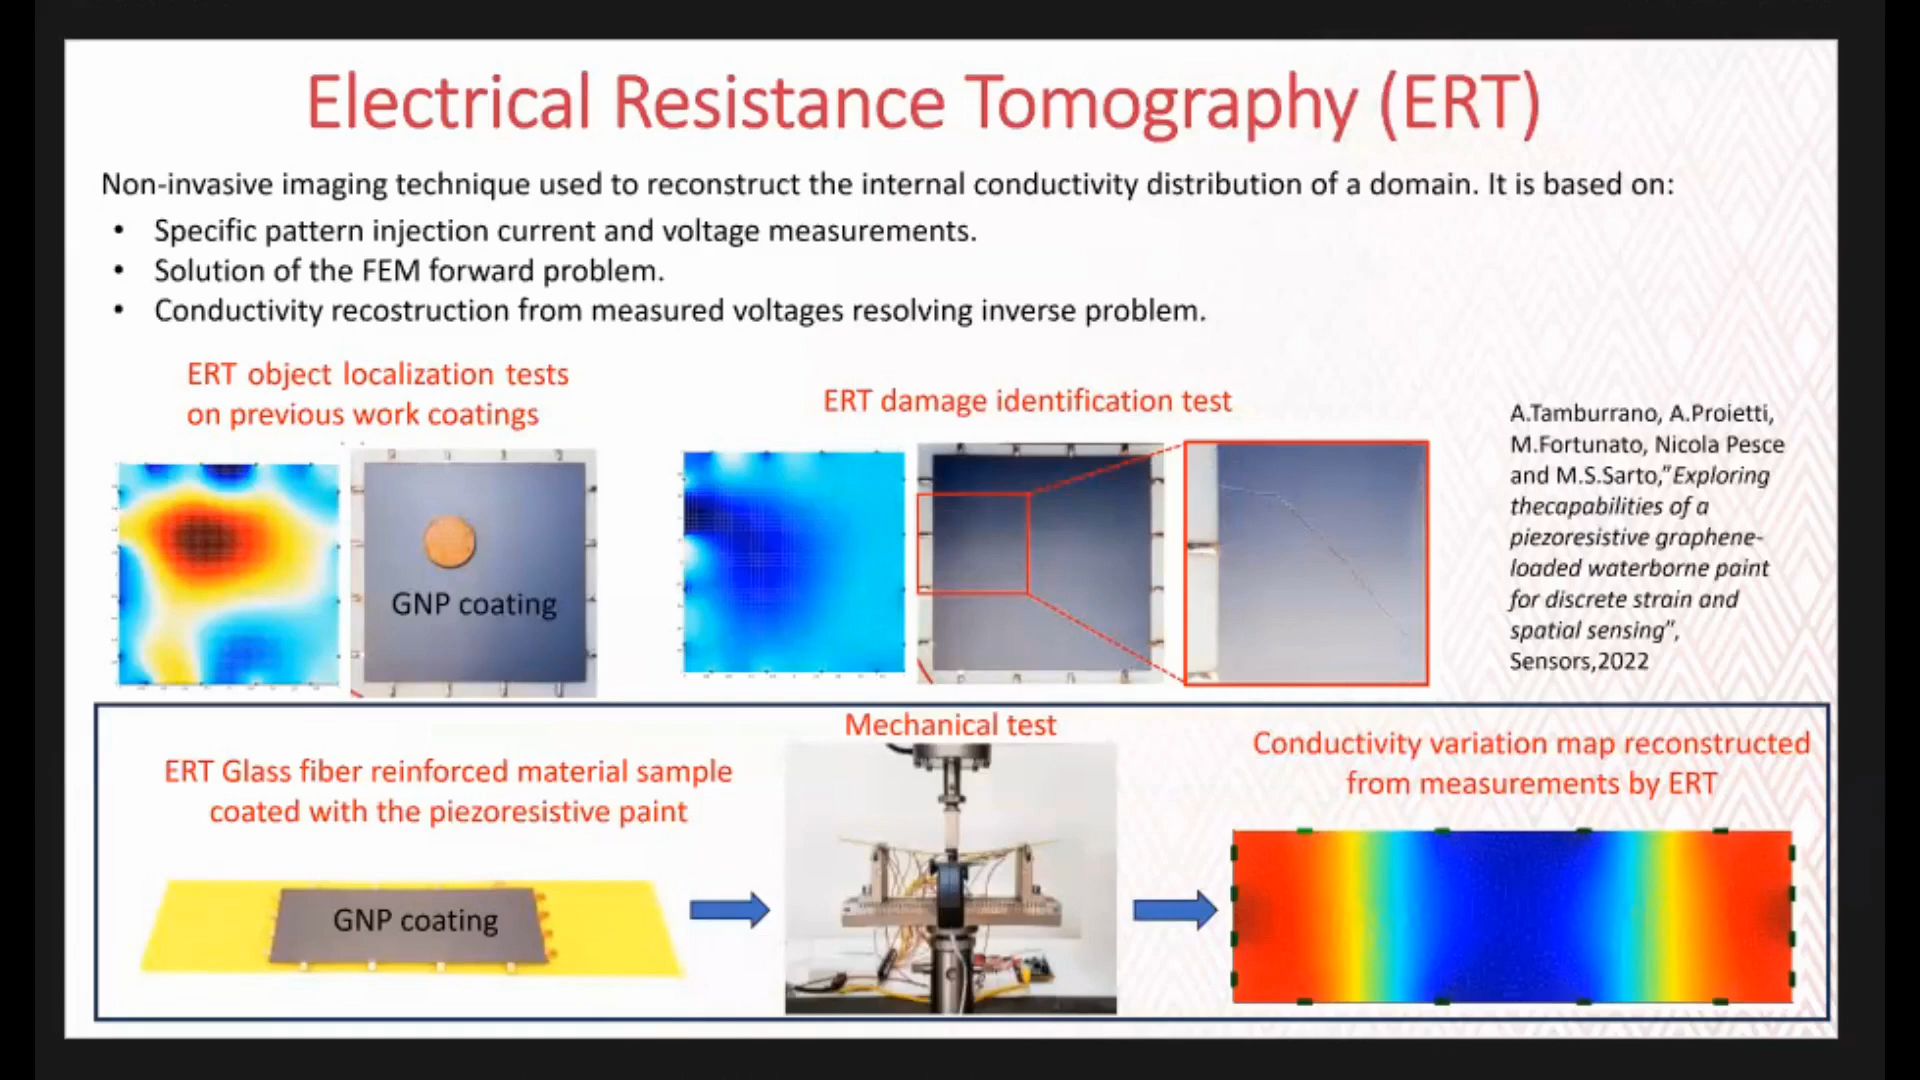 Electrical Resistance Tomography (ERT)
Non-invasive imaging technique used to reconstruct the internal conductivity distribution of a domain. It is based on:
• Specific pattern injection current and voltage measurements.
• Solution of the FEM forward problem.
• Conductivity recostruction from measured voltages resolving inverse problem.
ERT object localization tests
on previous work coatings
GNP coating
ERT damage identification test
A.Tamburrano, A.Proietti,
M.Fortunato, Nicola Pesce
and M.S.Sarto,"Exploring
thecapabilities of a
piezoresistive graphene-
loaded waterborne paint
for discrete strain and
spatial sensing",
Sensors,2022
ERT Glass fiber reinforced material sample
coated with the piezoresistive paint
GNP coating
Mechanical test
Conductivity variation map reconstructed
from measurements by ERT